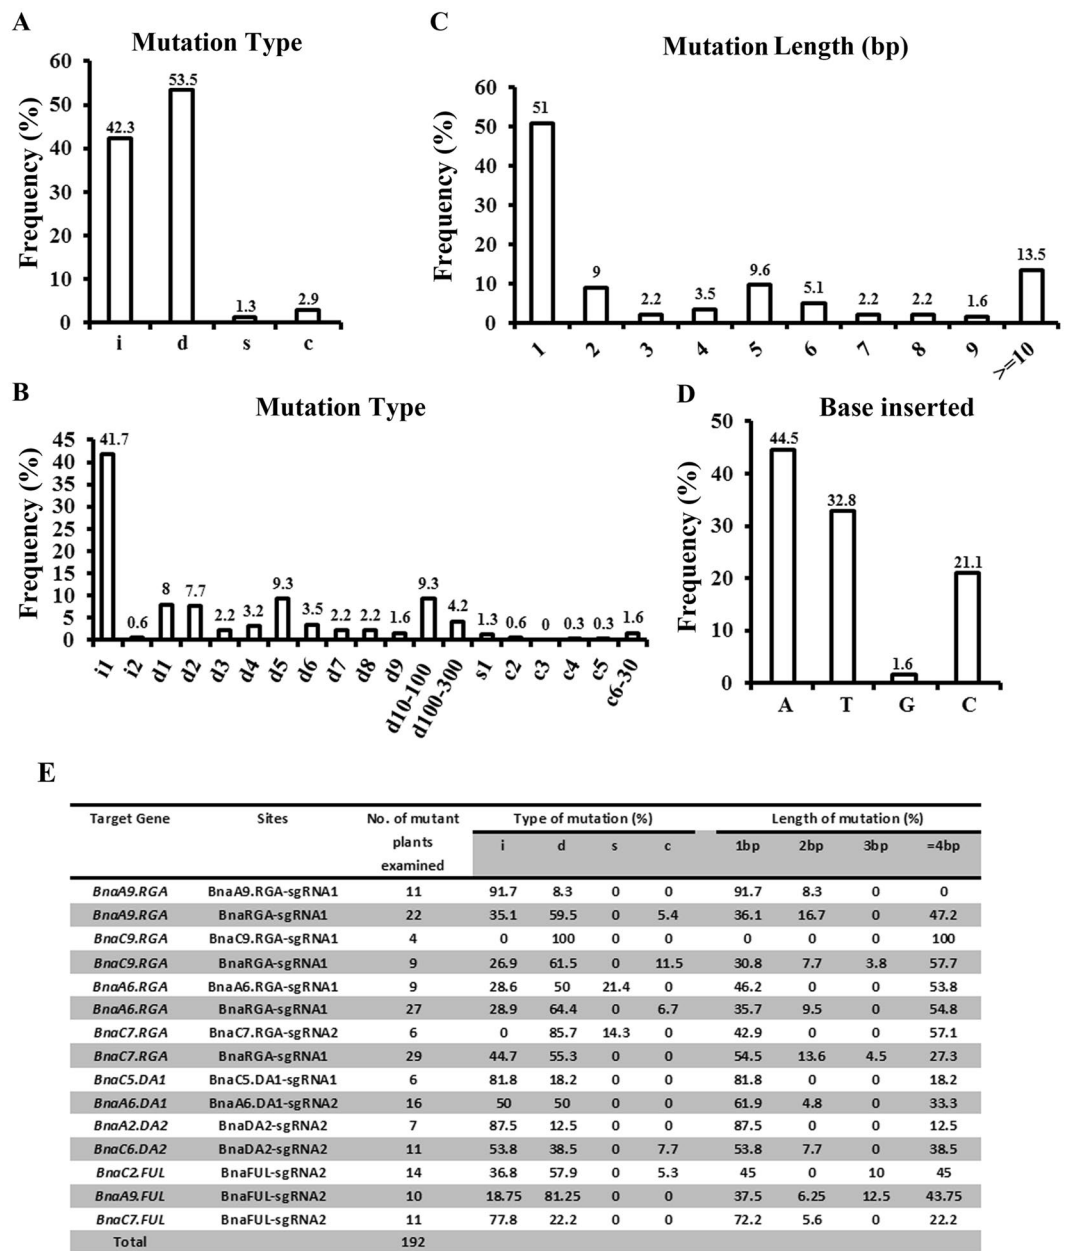 A
Mutation Type
Frequency (%)
60
50
40
30
20
10
0
42.3
53.5
1.3
2.9
i
d
s
c
C
Mutation Length (bp)
Frequency (%)
60
50
40
30
20
10
0
51
9
2.2
3.5
9.6
5.1
2.2
2.2
1.6
13.5
1
2
3
4
5
6
7
8
9
>=10
B
Mutation Type
Frequency (%)
45
40
35
30
25
20
15
10
5
0
41.7
0.6
8
7.7
2.2
3.2
9.3
3.5
2.2
2.2
1.6
9.3
4.2
1.3
0.6
0
0.3
0.3
1.6
i1
i2
d1
d2
d3
d4
d5
d6
d7
d8
d9
d10-100
d100-300
s1
c2
c3
c4
c5
c6-30
D
Base inserted
Frequency (%)
50
40
30
20
10
0
44.5
32.8
1.6
21.1
A
T
G
C
E
Target Gene Sites No. of mutant plants examined Type of mutation (%) Length of mutation (%)
i d s c 1bp 2bp 3bp =4bp
BnaA9.RGA BnaA9.RGA-sgRNA1 11 91.7 8.3 0 0 91.7 8.3 0 0
BnaA9.RGA BnaRGA-sgRNA1 22 35.1 59.5 0 5.4 36.1 16.7 0 47.2
BnaC9.RGA BnaC9.RGA-sgRNA1 4 0 100 0 0 0 0 0 100
BnaC9.RGA BnaRGA-sgRNA1 9 26.9 61.5 0 11.5 30.8 7.7 3.8 57.7
BnaA6.RGA BnaA6.RGA-sgRNA1 9 28.6 50 21.4 0 46.2 0 0 53.8
BnaA6.RGA BnaRGA-sgRNA1 27 28.9 64.4 0 6.7 35.7 9.5 0 54.8
BnaC7.RGA BnaC7.RGA-sgRNA2 6 0 85.7 14.3 0 42.9 0 0 57.1
BnaC7.RGA BnaRGA-sgRNA1 29 44.7 55.3 0 0 54.5 13.6 4.5 27.3
BnaC5.DA1 BnaC5.DA1-sgRNA1 6 81.8 18.2 0 0 81.8 0 0 18.2
BnaA6.DA1 BnaA6.DA1-sgRNA2 16 50 50 0 0 61.9 4.8 0 33.3
BnaA2.DA2 BnaDA2-sgRNA2 7 87.5 12.5 0 0 87.5 0 0 12.5
BnaC6.DA2 BnaDA2-sgRNA2 11 53.8 38.5 0 7.7 53.8 7.7 0 38.5
BnaC2.FUL BnaFUL-sgRNA2 14 36.8 57.9 0 5.3 45 0 10 45
BnaA9.FUL BnaFUL-sgRNA2 10 18.75 81.25 0 0 37.5 6.25 12.5 43.75
BnaC7.FUL BnaFUL-sgRNA2 11 77.8 22.2 0 0 72.2 5.6 0 22.2
Total 192